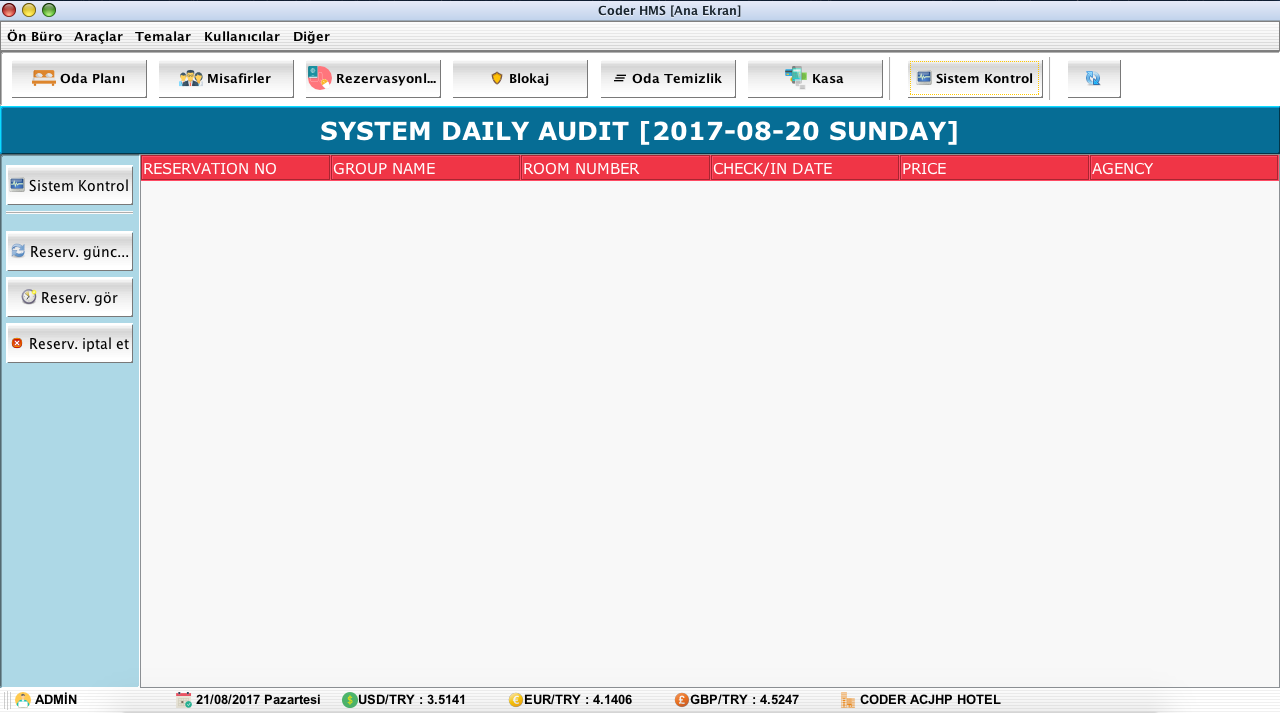 Coder HMS [Ana Ekran]
Ön Büro Araçlar Temalar Kullanıcılar Diğer
Oda Planı Misafirler Rezervasyonl... Blokaj Oda Temizlik Kasa Sistem Kontrol
SYSTEM DAILY AUDIT [2017-08-20 SUNDAY]
RESERVATION NO GROUP NAME ROOM NUMBER CHECK/IN DATE PRICE AGENCY
Sistem Kontrol
Reserv. günc...
Reserv. gör
Reserv. iptal et
ADMİN 21/08/2017 Pazartesi USD/TRY : 3.5141 EUR/TRY : 4.1406 GBP/TRY : 4.5247 CODER ACJHP HOTEL